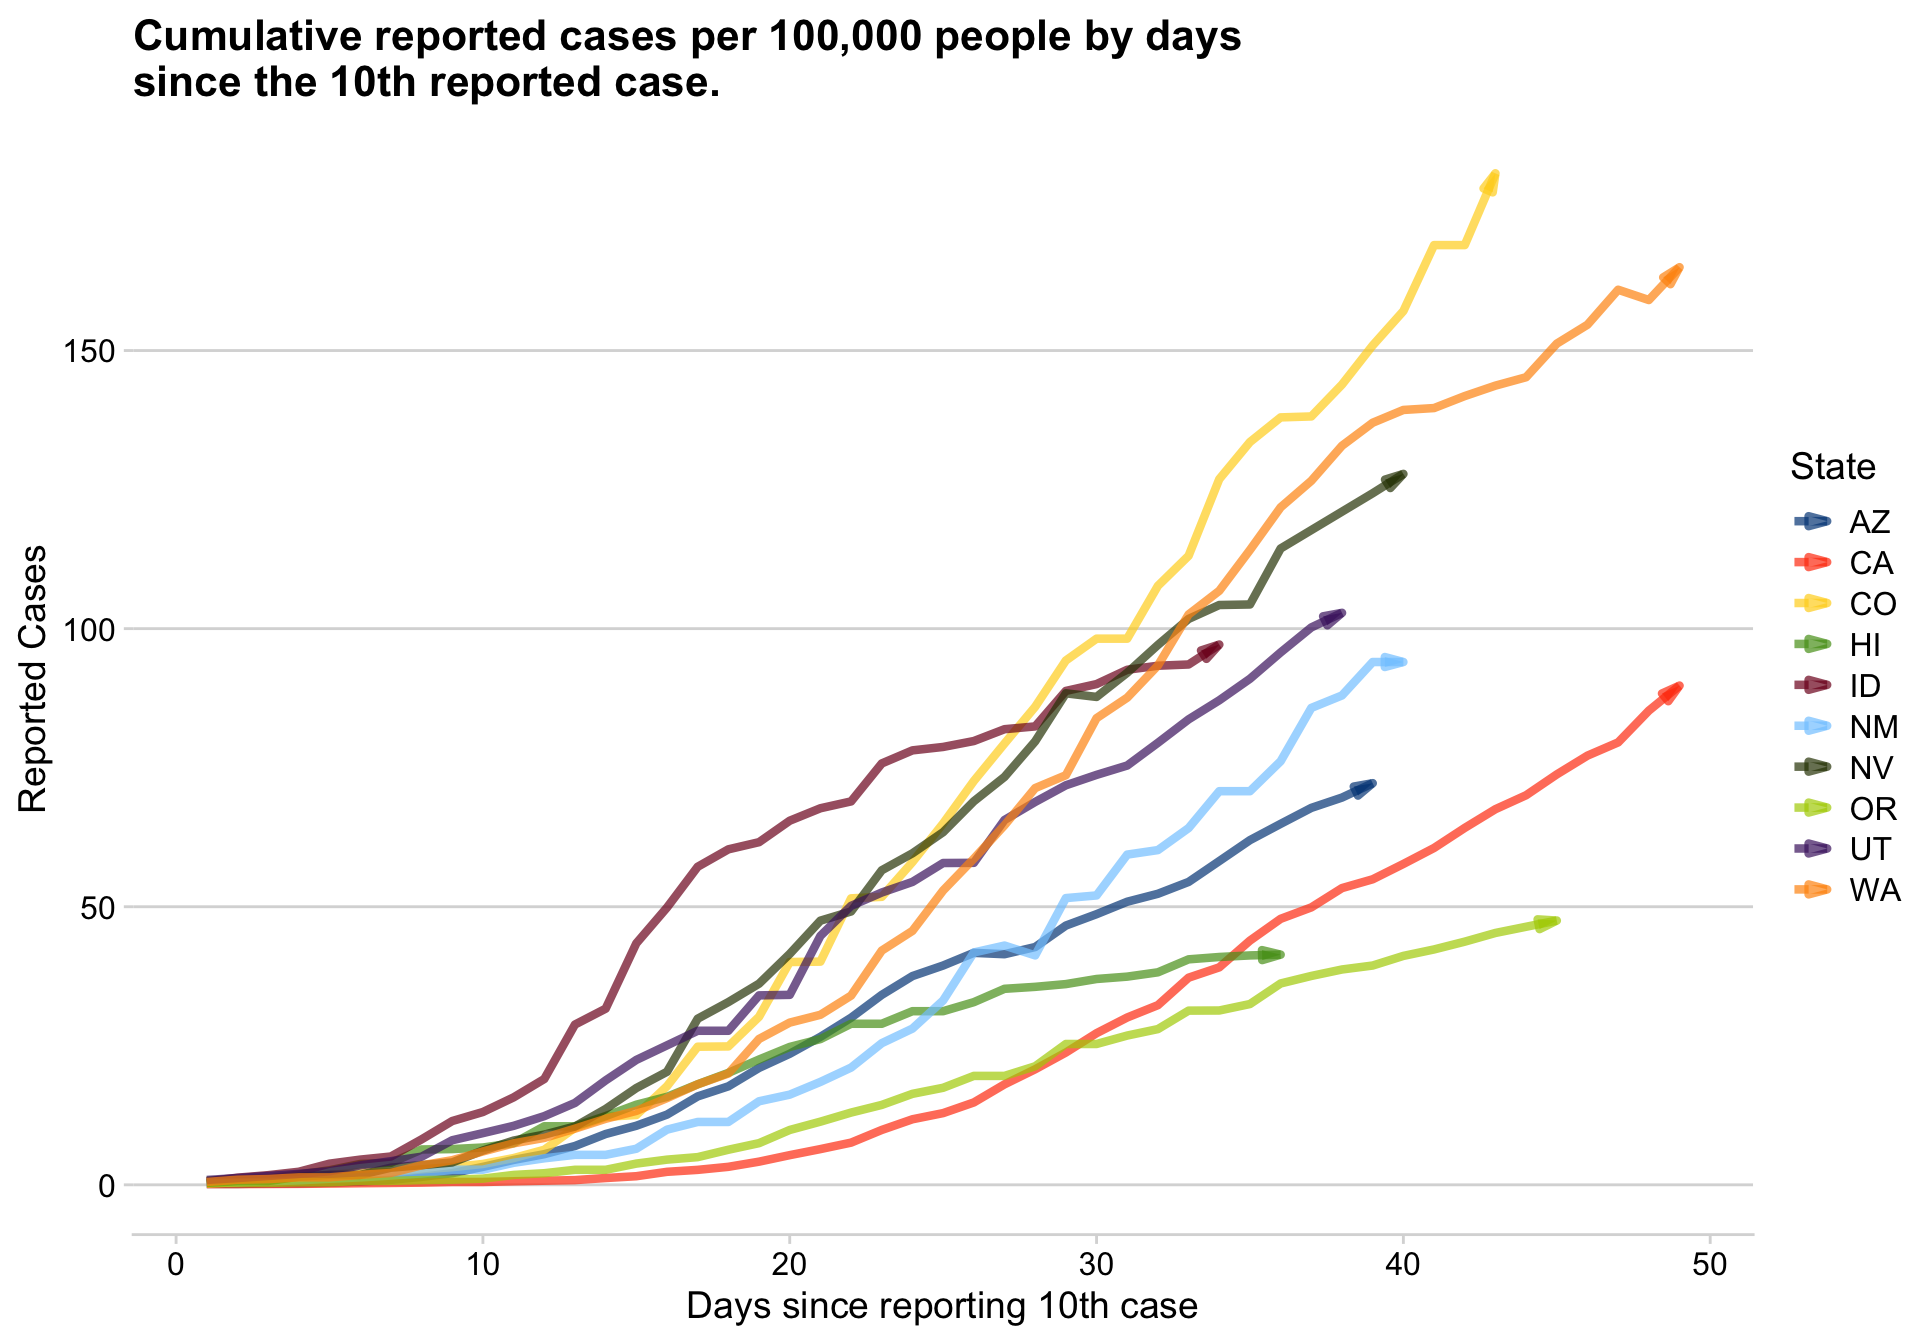 Cumulative reported cases per 100,000 people by days
since the 10th reported case.
Reported Cases
150
100
50
0
0 10 20 30 40 50
Days since reporting 10th case
State
AZ
CA
CO
HI
ID
NM
NV
OR
UT
WA